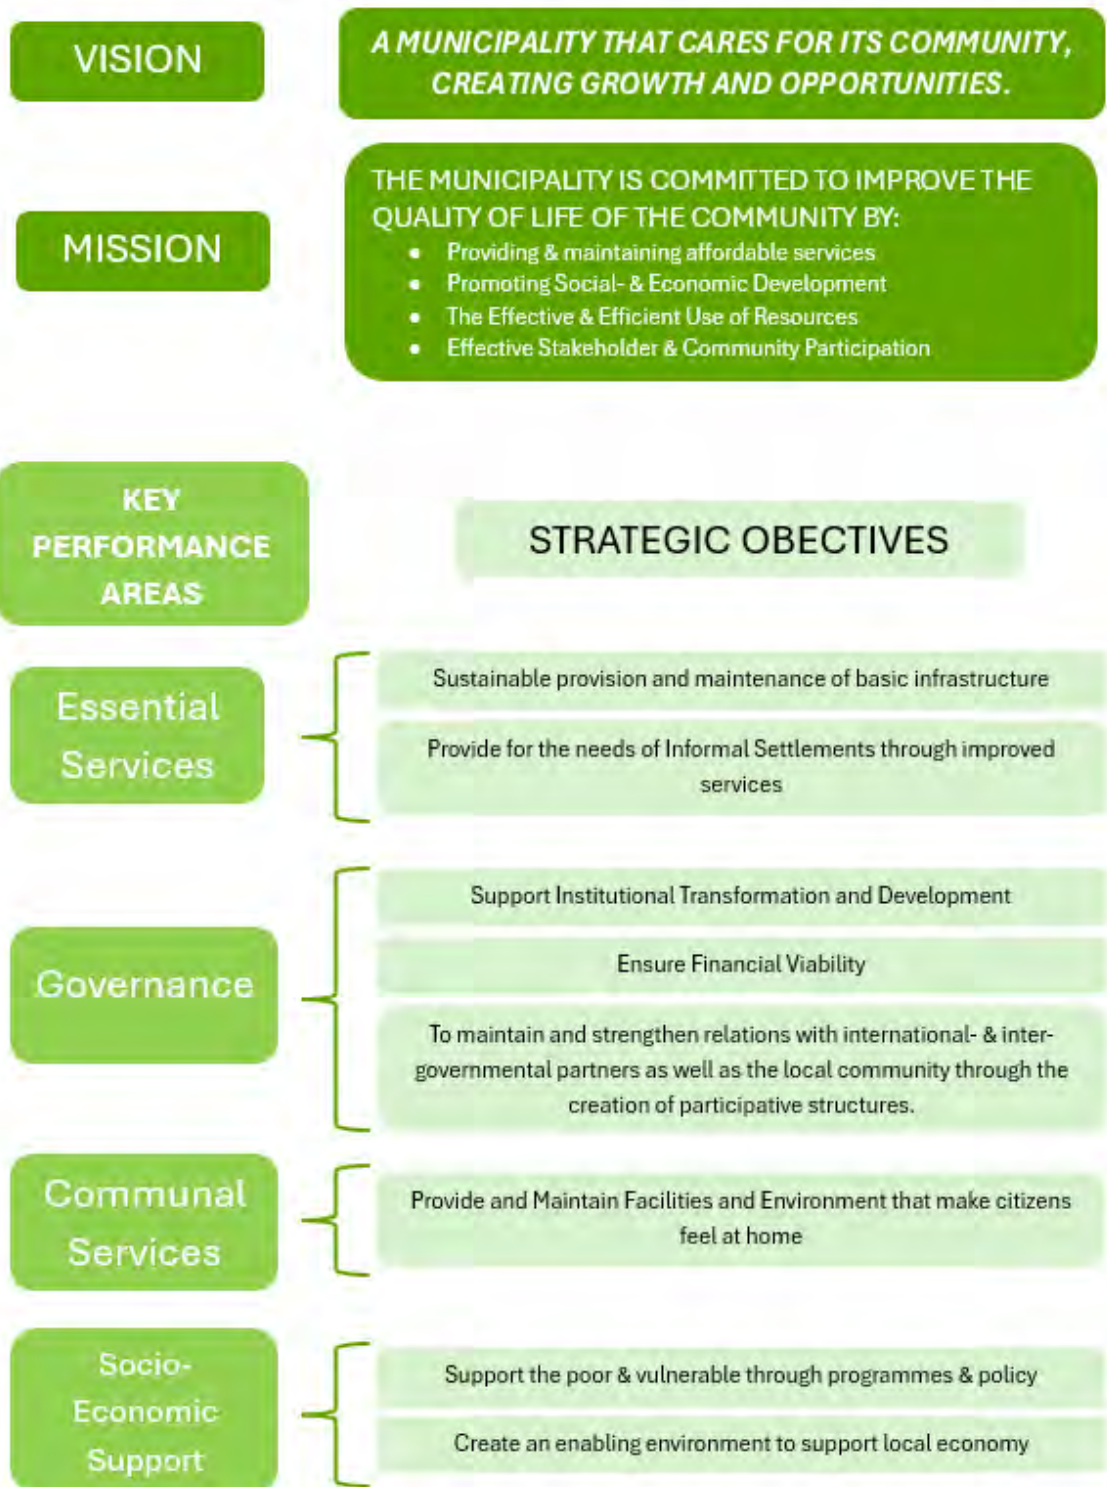 VISION
A MUNICIPALITY THAT CARES FOR ITS COMMUNITY,
CREATING GROWTH AND OPPORTUNITIES.
MISSION
THE MUNICIPALITY IS COMMITTED TO IMPROVE THE
QUALITY OF LIFE OF THE COMMUNITY BY:
• Providing & maintaining affordable services
• Promoting Social- & Economic Development
• The Effective & Efficient Use of Resources
• Effective Stakeholder & Community Participation
KEY
PERFORMANCE
AREAS
STRATEGIC OBECTIVES
Essential
Services
Sustainable provision and maintenance of basic infrastructure
Provide for the needs of Informal Settlements through improved
services
Governance
Support Institutional Transformation and Development
Ensure Financial Viability
To maintain and strengthen relations with international- & inter-
governmental partners as well as the local community through the
creation of participative structures.
Communal
Services
Provide and Maintain Facilities and Environment that make citizens
feel at home
Socio-
Economic
Support
Support the poor & vulnerable through programmes & policy
Create an enabling environment to support local economy